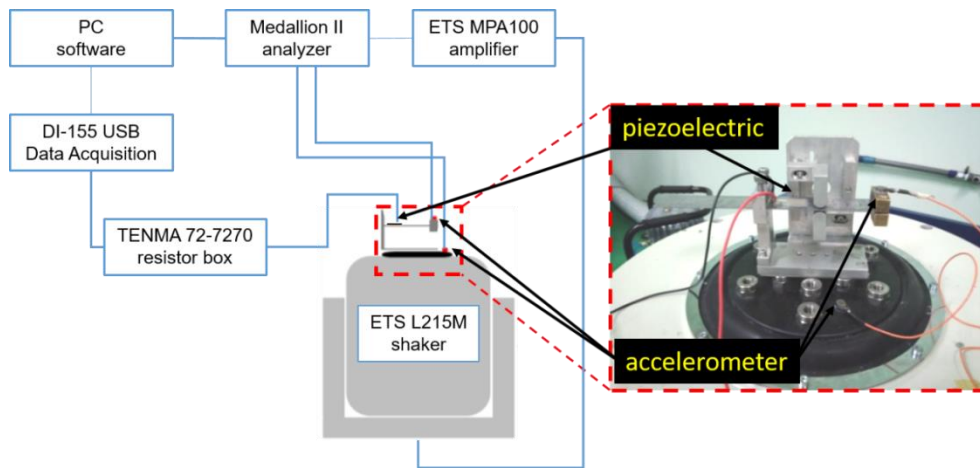 PC
software
Medallion II
analyzer
ETS MPA100
amplifier
DI-155 USB
Data Acquisition
piezoelectric
TENMA 72-7270
resistor box
ETS L215M
shaker
accelerometer